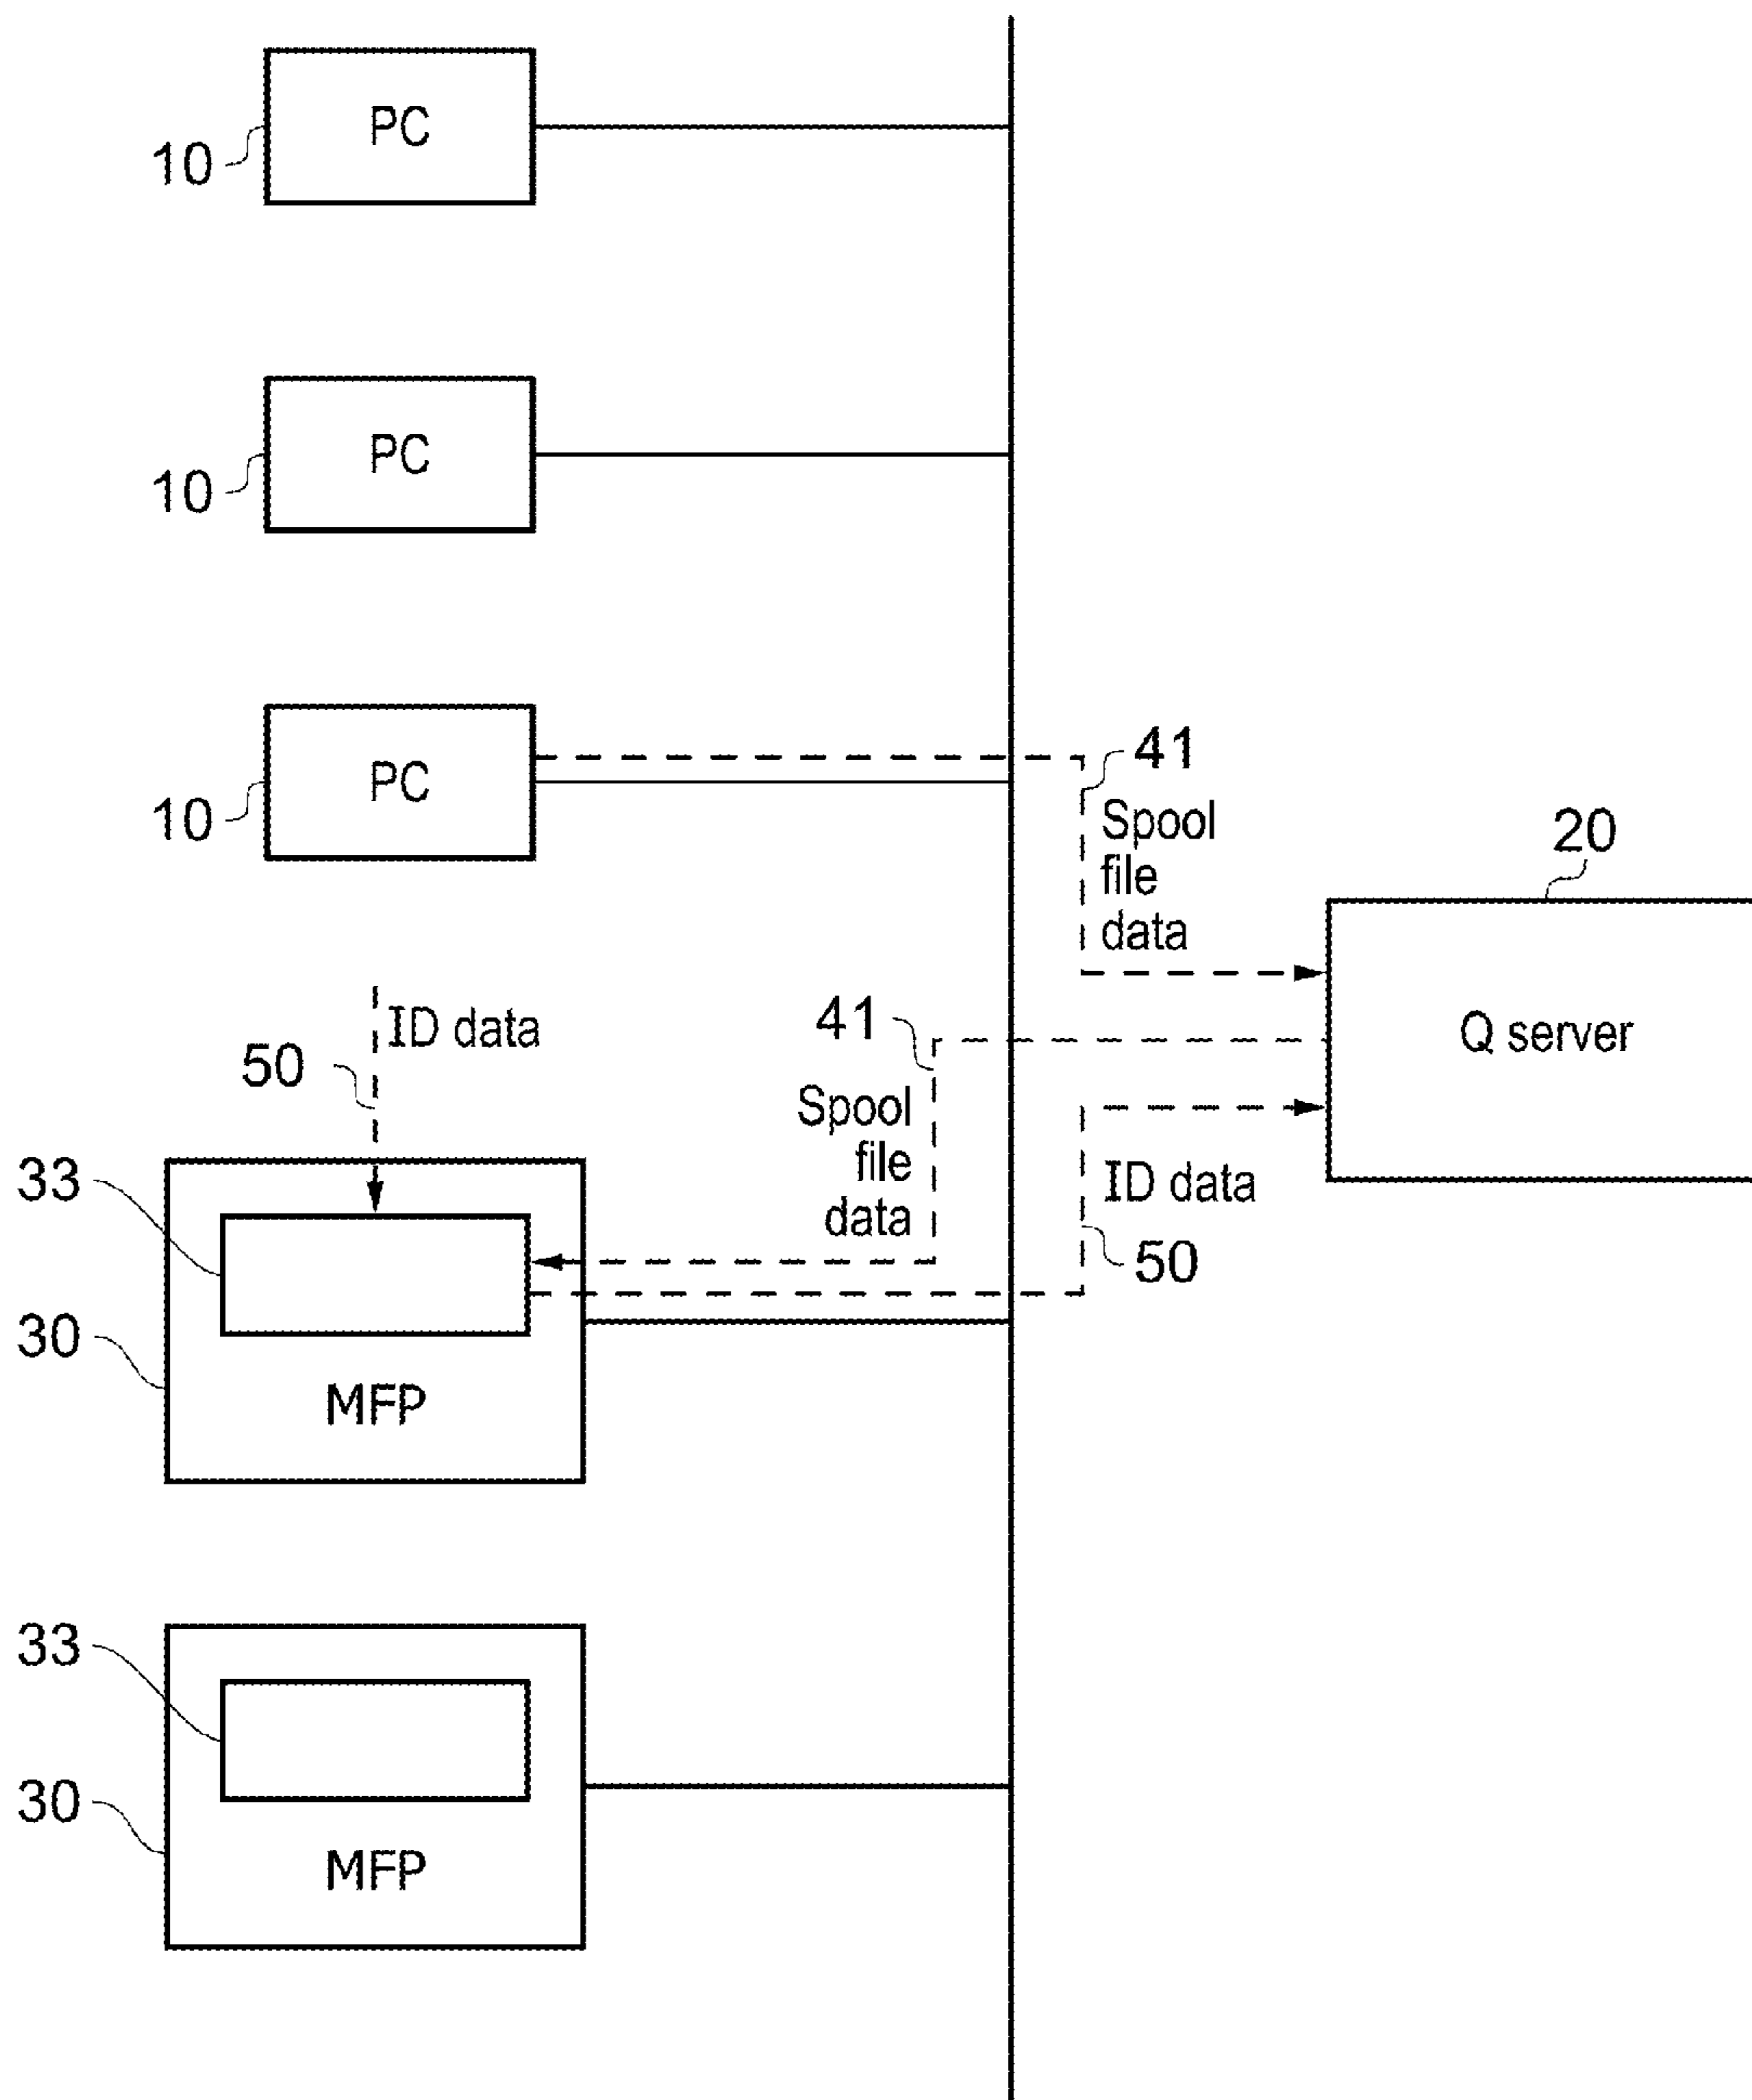 PC
10
PC
10
PC
10
41
Spool
file
data
20
Q server
ID data
50
41
Spool
file
data
ID data
50
33
30
MFP
33
30
MFP